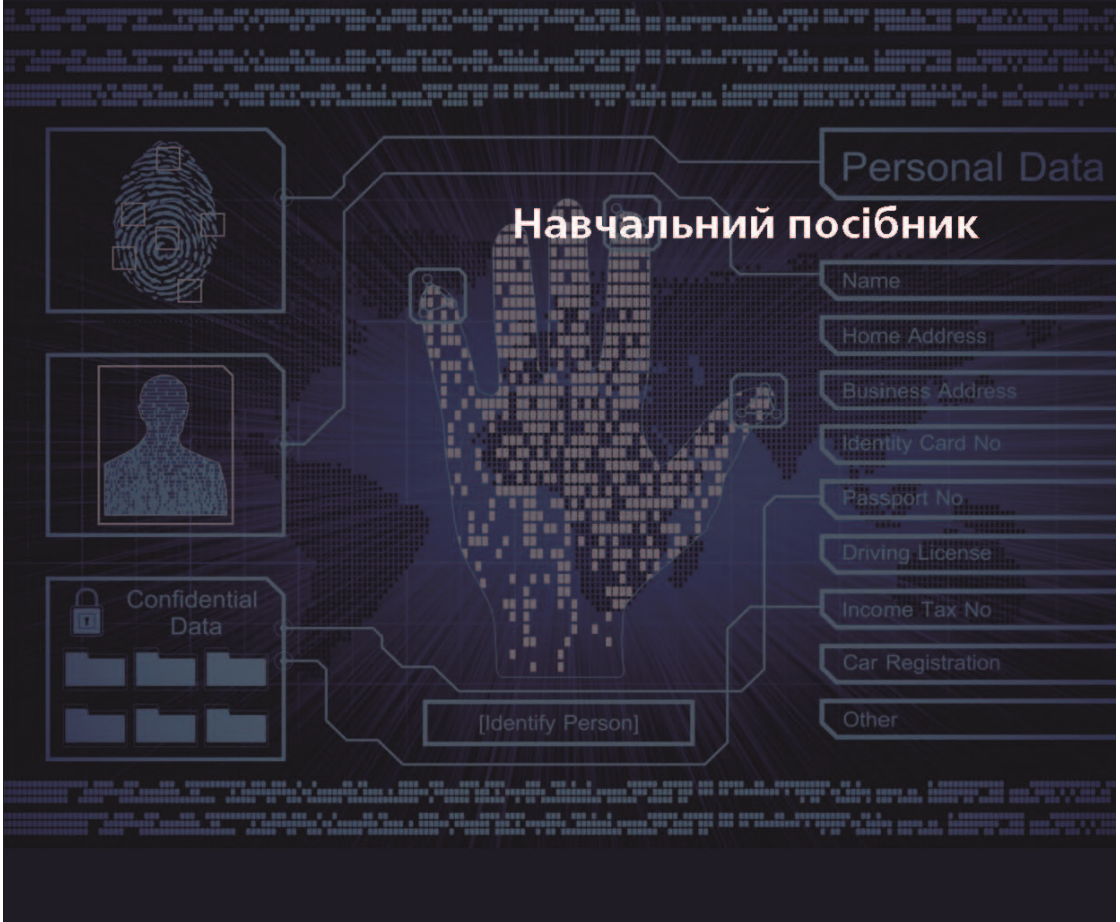 Personal Data
Навчальний посібник
Name
Home Address
Business Address
Identity Card No
Passport No
Driving License
Confidential
Data
Income Tax No
Car Registration
[Identify Person]
Other